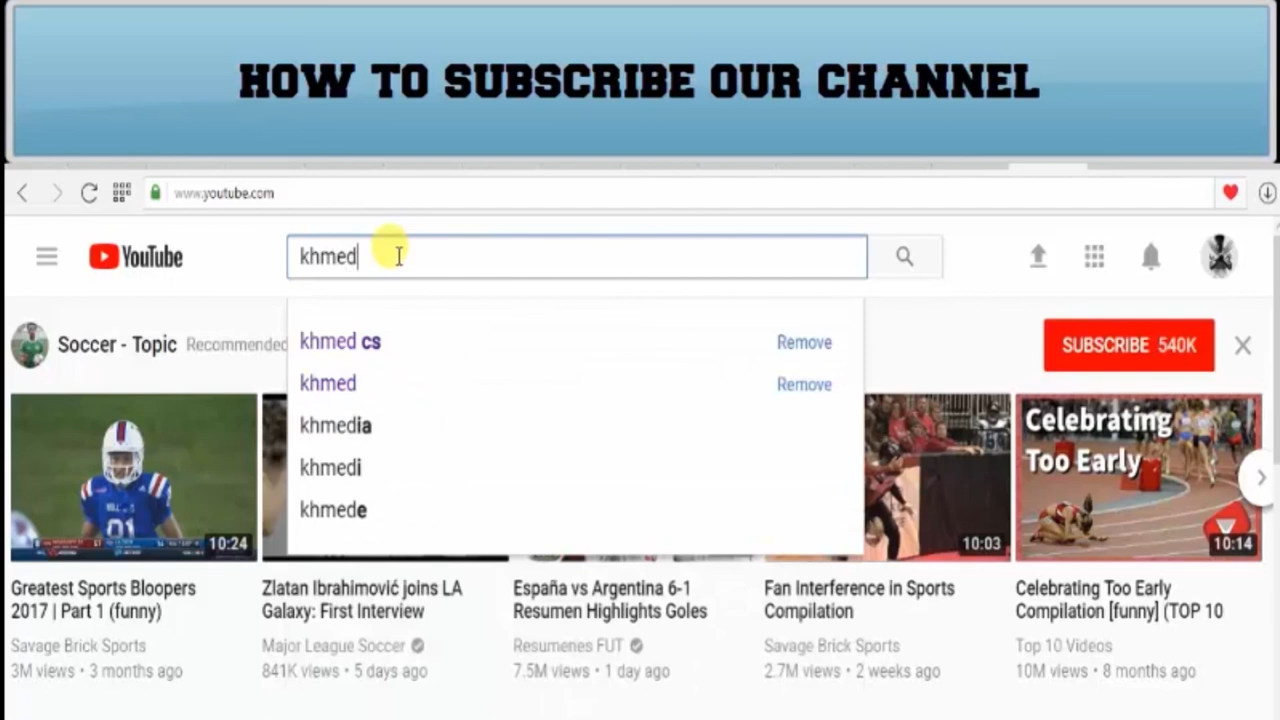 HOW TO SUBSCRIBE OUR CHANNEL
www.youtube.com
YouTube
khmed
khmed cs Remove
khmed Remove
khmedia
khmedi
khmede
Soccer - Topic Recommended
SUBSCRIBE 540K
Celebrating
Too Early
10:24
10:03
10:14
Greatest Sports Bloopers
2017 | Part 1 (funny)
Savage Brick Sports
3M views • 3 months ago
Zlatan Ibrahimović joins LA
Galaxy: First Interview
Major League Soccer
841K views • 5 days ago
España vs Argentina 6-1
Resumen Highlights Goles
Resumenes FUT
7.5M views • 1 day ago
Fan Interference in Sports
Compilation
Savage Brick Sports
2.7M views • 2 weeks ago
Celebrating Too Early
Compilation [funny] (TOP 10
Top 10 Videos
10M views • 8 months ago